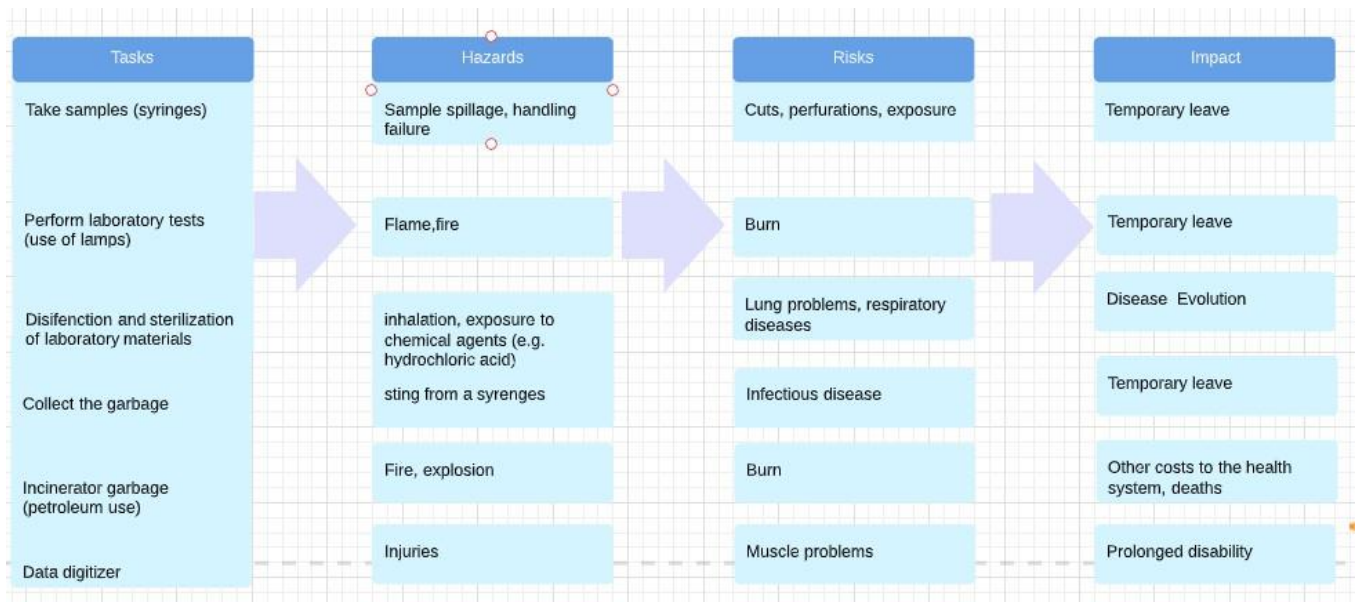 Tasks
Hazards
Risks
Impact
Take samples (syringes)
Sample spillage, handling
failure
Cuts, perfurations, exposure
Temporary leave
Perform laboratory tests
(use of lamps)
Flame,fire
Burn
Temporary leave
Disifenction and sterilization
of laboratory materials
inhalation, exposure to
chemical agents (e.g.
hydrochloric acid)
Lung problems, respiratory
diseases
Disease Evolution
Collect the garbage
sting from a syrenges
Infectious disease
Temporary leave
Incinerator garbage
(petroleum use)
Fire, explosion
Burn
Other costs to the health
system, deaths
Data digitizer
Injuries
Muscle problems
Prolonged disability